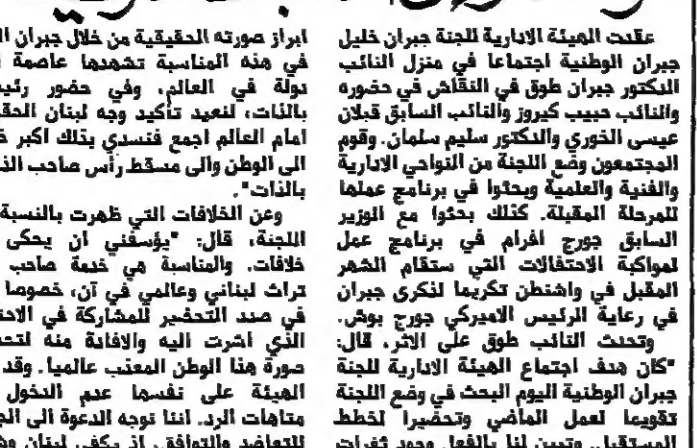 عقدت الهيئة الادارية للجنة جبران خليل
جبران الوطنية اجتماعا في منزل النائب
الدكتور جبران طوق في النقاش في حضوره
والنائب حبيب كيروز والنائب السابق قبلان
عيسى الخوري والدكتور سليم سلمان. وقوم
المجتمعون وضع اللجنة من النواحي الادارية
والفنية والعلمية وبحثوا في برنامج عملها
للمرحلة المقبلة. كذلك بحثوا مع الوزير
السابق جورج افرام في برنامج عمل
لمواكبة الاحتفالات التي ستقام الشهر
المقبل في واشنطن تكريما لذكرى جبران
في رعاية الرئيس الاميركي جورج بوش.
وتحدث النائب طوق على الاثر، قال:
"كان هدف اجتماع الهيئة الادارية للجنة
جبران الوطنية اليوم البحث في وضع اللجنة
تقويما لعمل الماضي وتحضيرا لخطط
المستقبل. وتبين لنا بالفعل وجود ثغرات
ابراز صورته الحقيقية من خلال جبران
في هذه المناسبة تشهدها عاصمة
دولة في العالم، وفي حضور
بالذات، لنعيد تأكيد وجه لبنان
امام العالم اجمع فنسدي بذلك اكبر
الى الوطن والى مسقط رأس صاحب
بالذات".
وعن الخلافات التي ظهرت بالنسبة
اللجنة، قال: "يؤسفني ان يحكى
خلافات. والمناسبة هي خدمة صاحب
تراث لبناني وعالمي في آن، خصوصا
في صدد التحضير للمشاركة في
الذي اشرت اليه والافادة منه
صورة هذا الوطن المعذب عالميا. وقد
الهيئة على نفسها عدم الدخول
متاهات الرد. اننا نوجه الدعوة الى
للتعاضد والتوافق، اذ يكفي لبنان